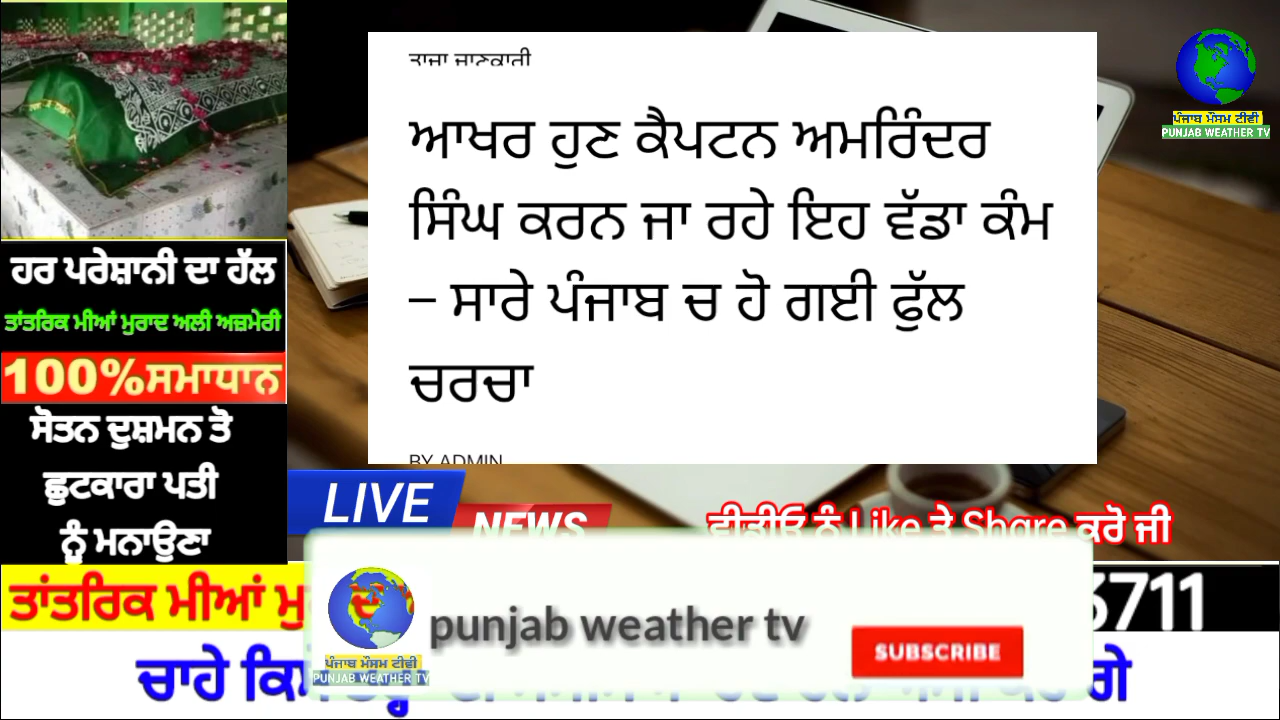 ਤਾਜਾ ਜਾਣਕਾਰੀ
ਆਖਰ ਹੁਣ ਕੈਪਟਨ ਅਮਰਿੰਦਰ
ਸਿੰਘ ਕਰਨ ਜਾ ਰਹੇ ਇਹ ਵੱਡਾ ਕੰਮ
– ਸਾਰੇ ਪੰਜਾਬ ਚ ਹੋ ਗਈ ਫੁੱਲ
ਚਰਚਾ
BY ADMIN
ਪੰਜਾਬ ਮੌਸਮ ਟੀਵੀ
PUNJAB WEATHER TV
ਹਰ ਪਰੇਸ਼ਾਨੀ ਦਾ ਹੱਲ
ਤਾਂਤਰਿਕ ਮੀਆਂ ਮੁਰਾਦ ਅਲੀ ਅਜ਼ਮੇਰੀ
100%ਸਮਾਧਾਨ
ਸੋਤਨ ਦੁਸ਼ਮਨ ਤੋ
ਛੁਟਕਾਰਾ ਪਤੀ
ਨੂੰ ਮਨਾਉਣਾ
LIVE
NEWS
ਵੀਡੀਓ ਨੂੰ Like ਤੇ Share ਕਰੋ ਜੀ
ਤਾਂਤਰਿਕ ਮੀਆਂ 3711
punjab weather tv
SUBSCRIBE
ਪੰਜਾਬ ਮੌਸਮ ਟੀਵੀ
PUNJAB WEATHER TV
ਚਾਹੇ